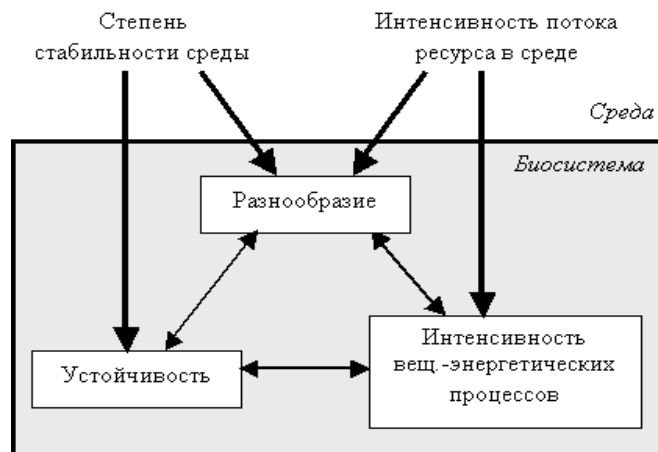 Степень
стабильности среды
Интенсивность потока
ресурса в среде
Среда
Биосистема
Разнообразие
Устойчивость
Интенсивность
вещ.-энергетических
процессов